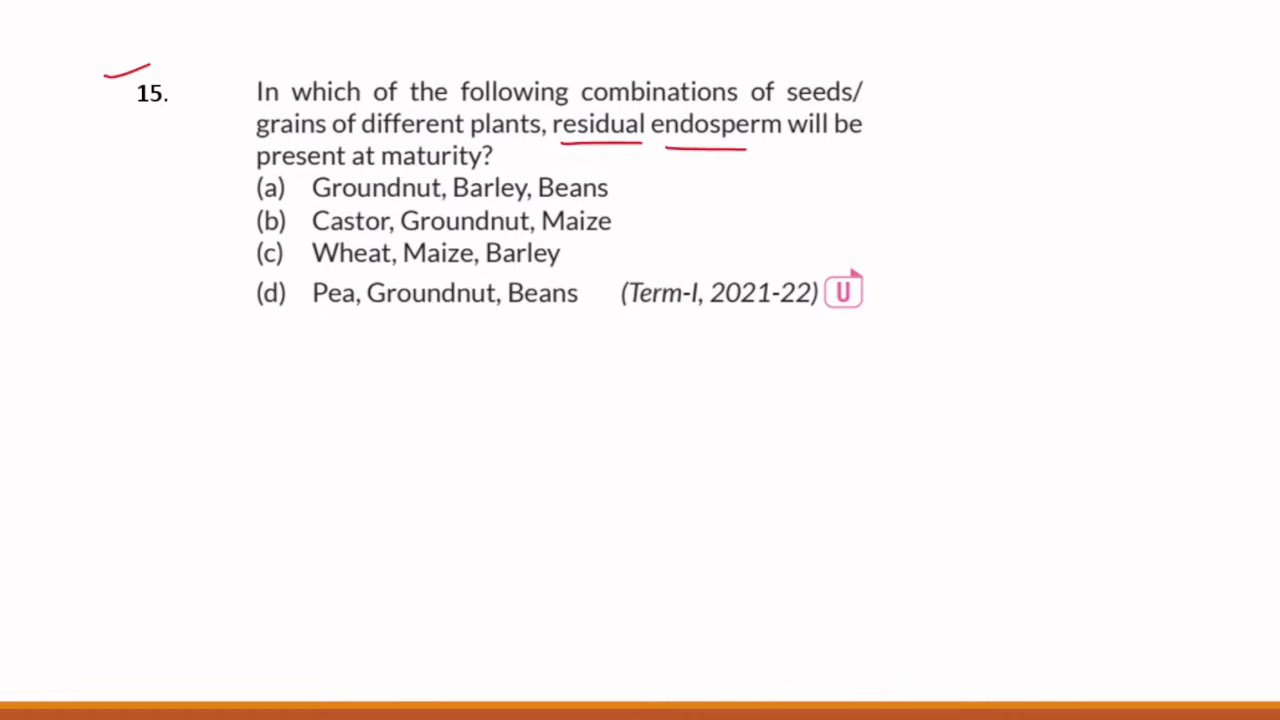 15. In which of the following combinations of seeds/
grains of different plants, residual endosperm will be
present at maturity?
(a) Groundnut, Barley, Beans
(b) Castor, Groundnut, Maize
(c) Wheat, Maize, Barley
(d) Pea, Groundnut, Beans (Term-I, 2021-22) U